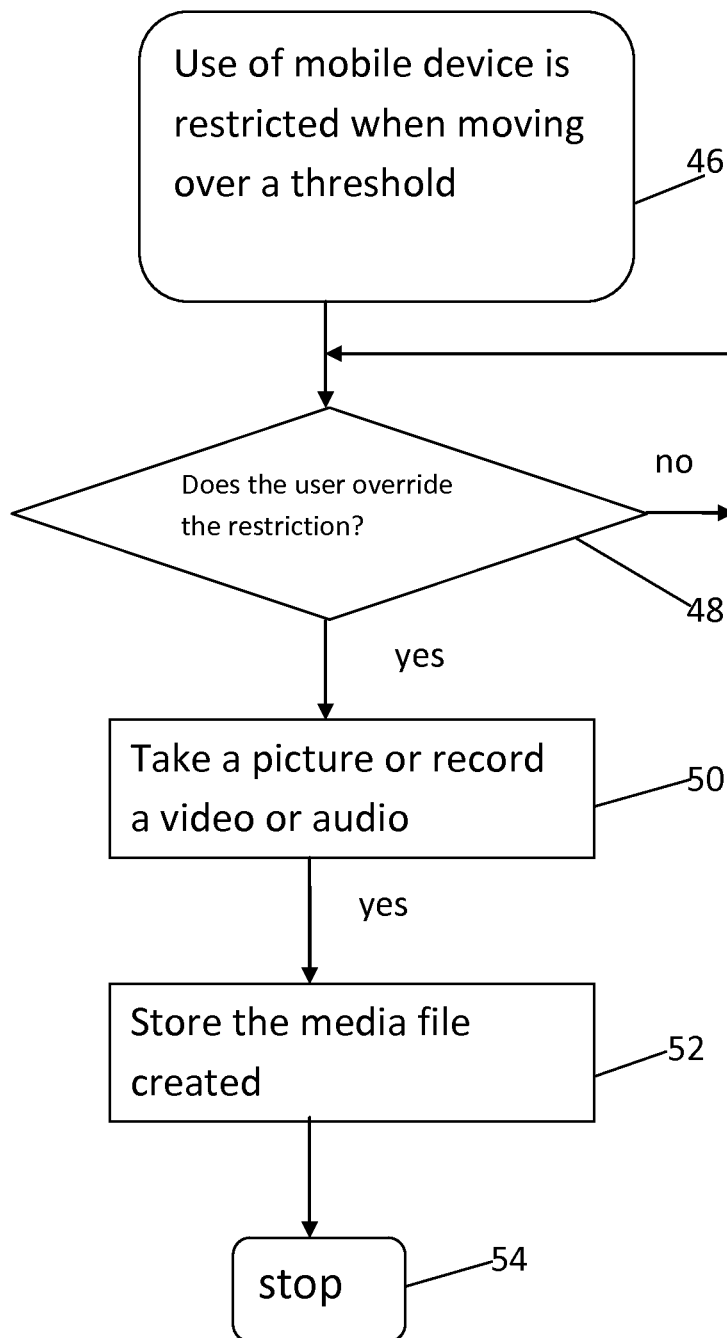 Use of mobile device is
restricted when moving
over a threshold
46
Does the user override
the restriction?
no
48
yes
Take a picture or record
a video or audio
50
yes
Store the media file
created
52
stop
54